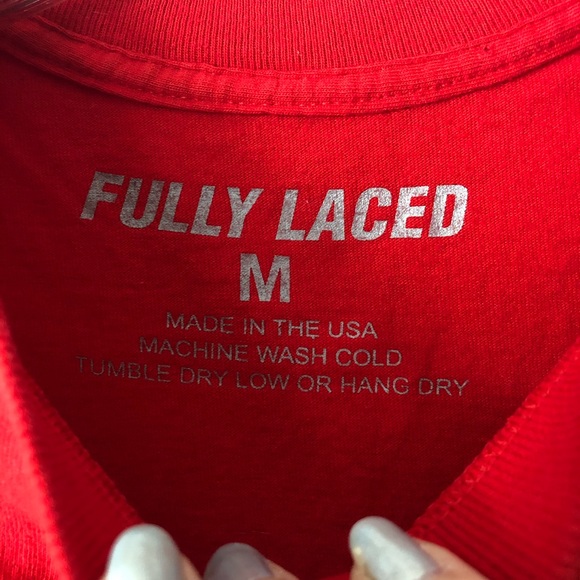 FULLY LACED
M
MADE IN THE USA
MACHINE WASH COLD
TUMBLE DRY LOW OR HANG DRY